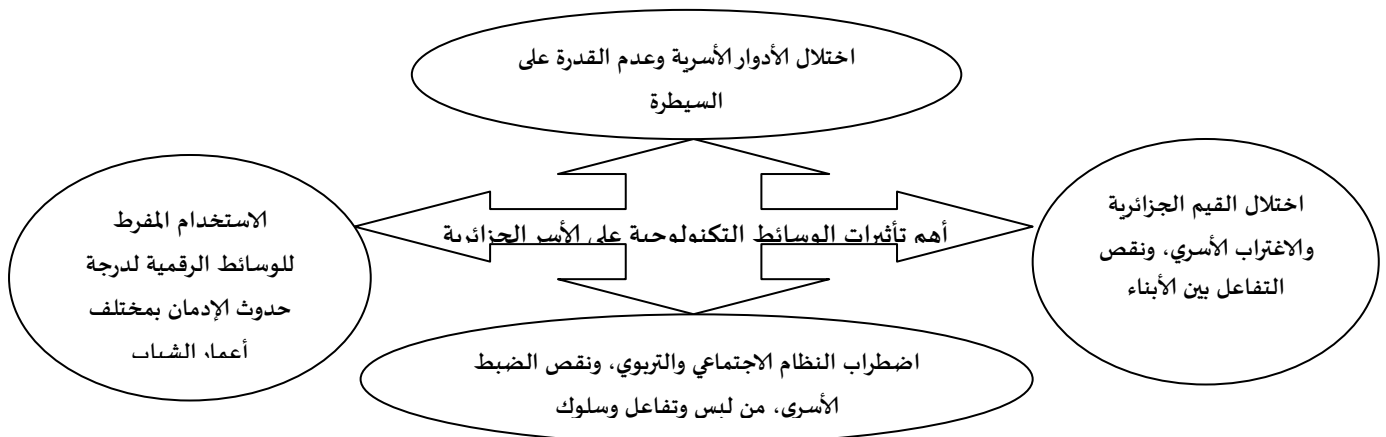 اختلال الأدوار الأسرية وعدم القدرة على
السيطرة
اختلال القيم الجزائرية
والاغتراب الأسري، ونقص
التفاعل بين الأبناء
أهم تأثيرات الوسائط التكنولوجية على الأسر الجزائرية
الاستخدام المفرط
للوسائط الرقمية لدرجة
حدوث الإدمان بمختلف
أعمار الشباب
اضطراب النظام الاجتماعي والتربوي، ونقص الضبط
الأسري، من لبس وتفاعل وسلوك